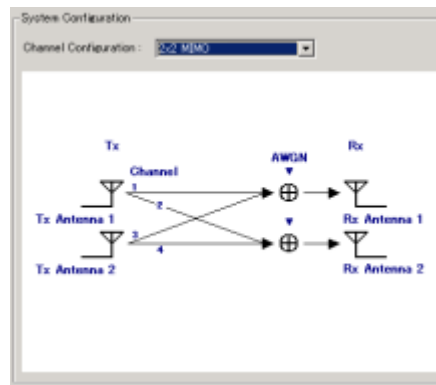 System Configuration
Channel Configuration : 2x2 MIMO
Tx
Rx
AWGN
Channel
1
Tx Antenna 1
2
Rx Antenna 1
3
4
Tx Antenna 2
Rx Antenna 2